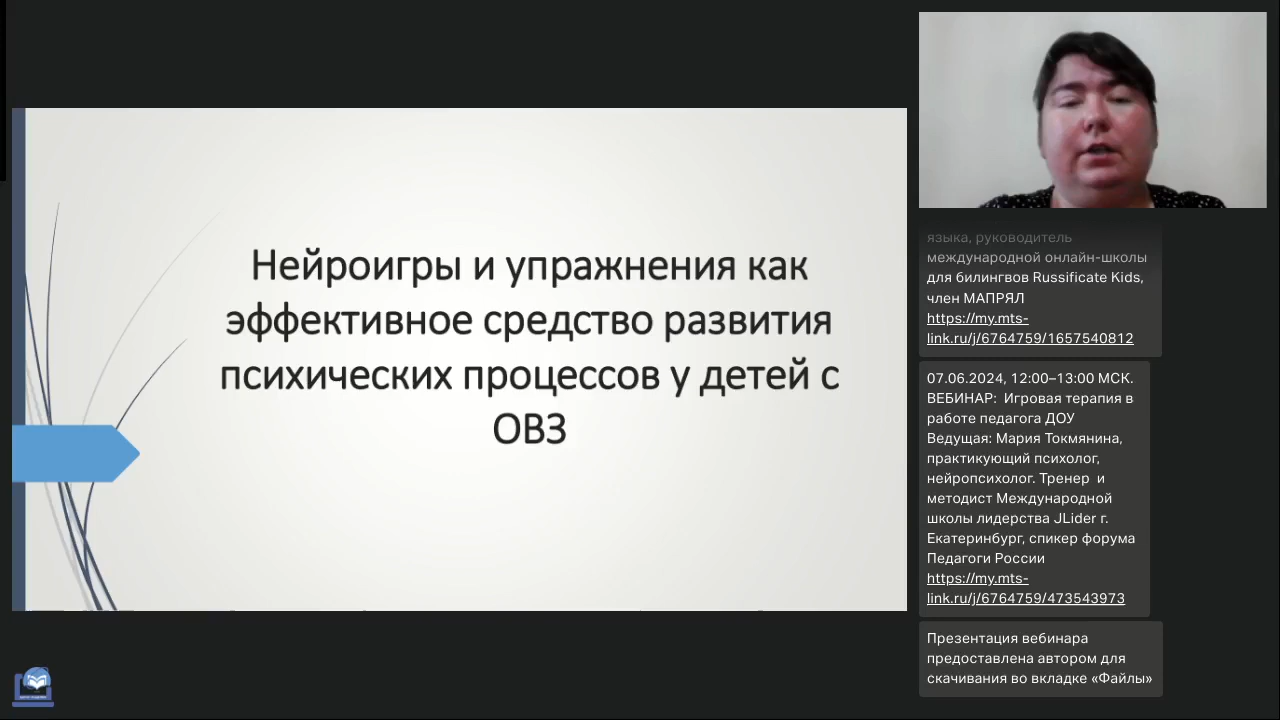 Нейроигры и упражнения как
эффективное средство развития
психических процессов у детей с
ОВЗ
языка, руководитель
международной онлайн-школы
для билингвов Russificate Kids,
член МАПРЯЛ
https://my.mts-
link.ru/j/6764759/1657540812
07.06.2024, 12:00–13:00 МСК.
ВЕБИНАР:  Игровая терапия в
работе педагога ДОУ
Ведущая: Мария Токмянина,
практикующий психолог,
нейропсихолог. Тренер  и
методист Международной
школы лидерства JLider г.
Екатеринбург, спикер форума
Педагоги России
https://my.mts-
link.ru/j/6764759/473543973
Презентация вебинара
предоставлена автором для
скачивания во вкладке «Файлы»